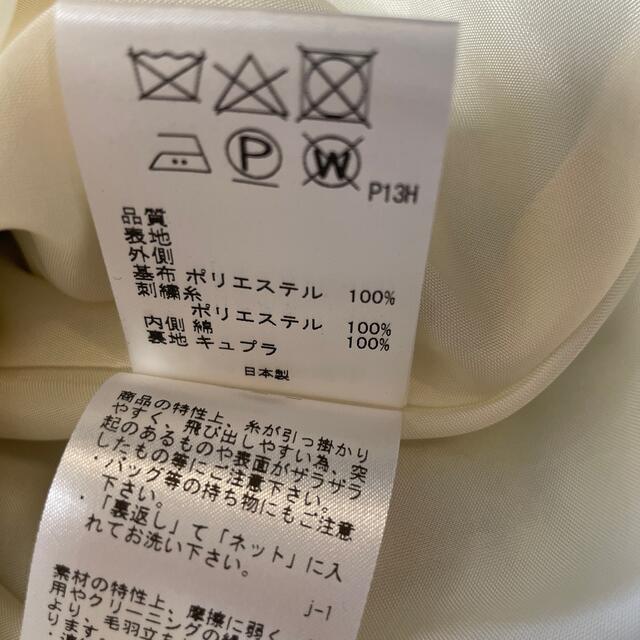 P
W
P13H
品質
表地
外側
基布 ポリエステル 100%
刺繍糸
ポリエステル 100%
内側 綿 100%
裏地 キュプラ 100%
日本製
商品の特性上、糸が引っ掛かり
やすく、飛び出しやすい為、突
起のあるものや表面がザラザラ
したもの等にご注意下さい。
・バッグ等の持ち物にもご注意
下さい。
・「裏返し」て「ネット」に入
れてお洗い下さい。
j-1
素材の特性上、摩擦に弱く
用やクリーニングの
より、毛羽立ち
ります